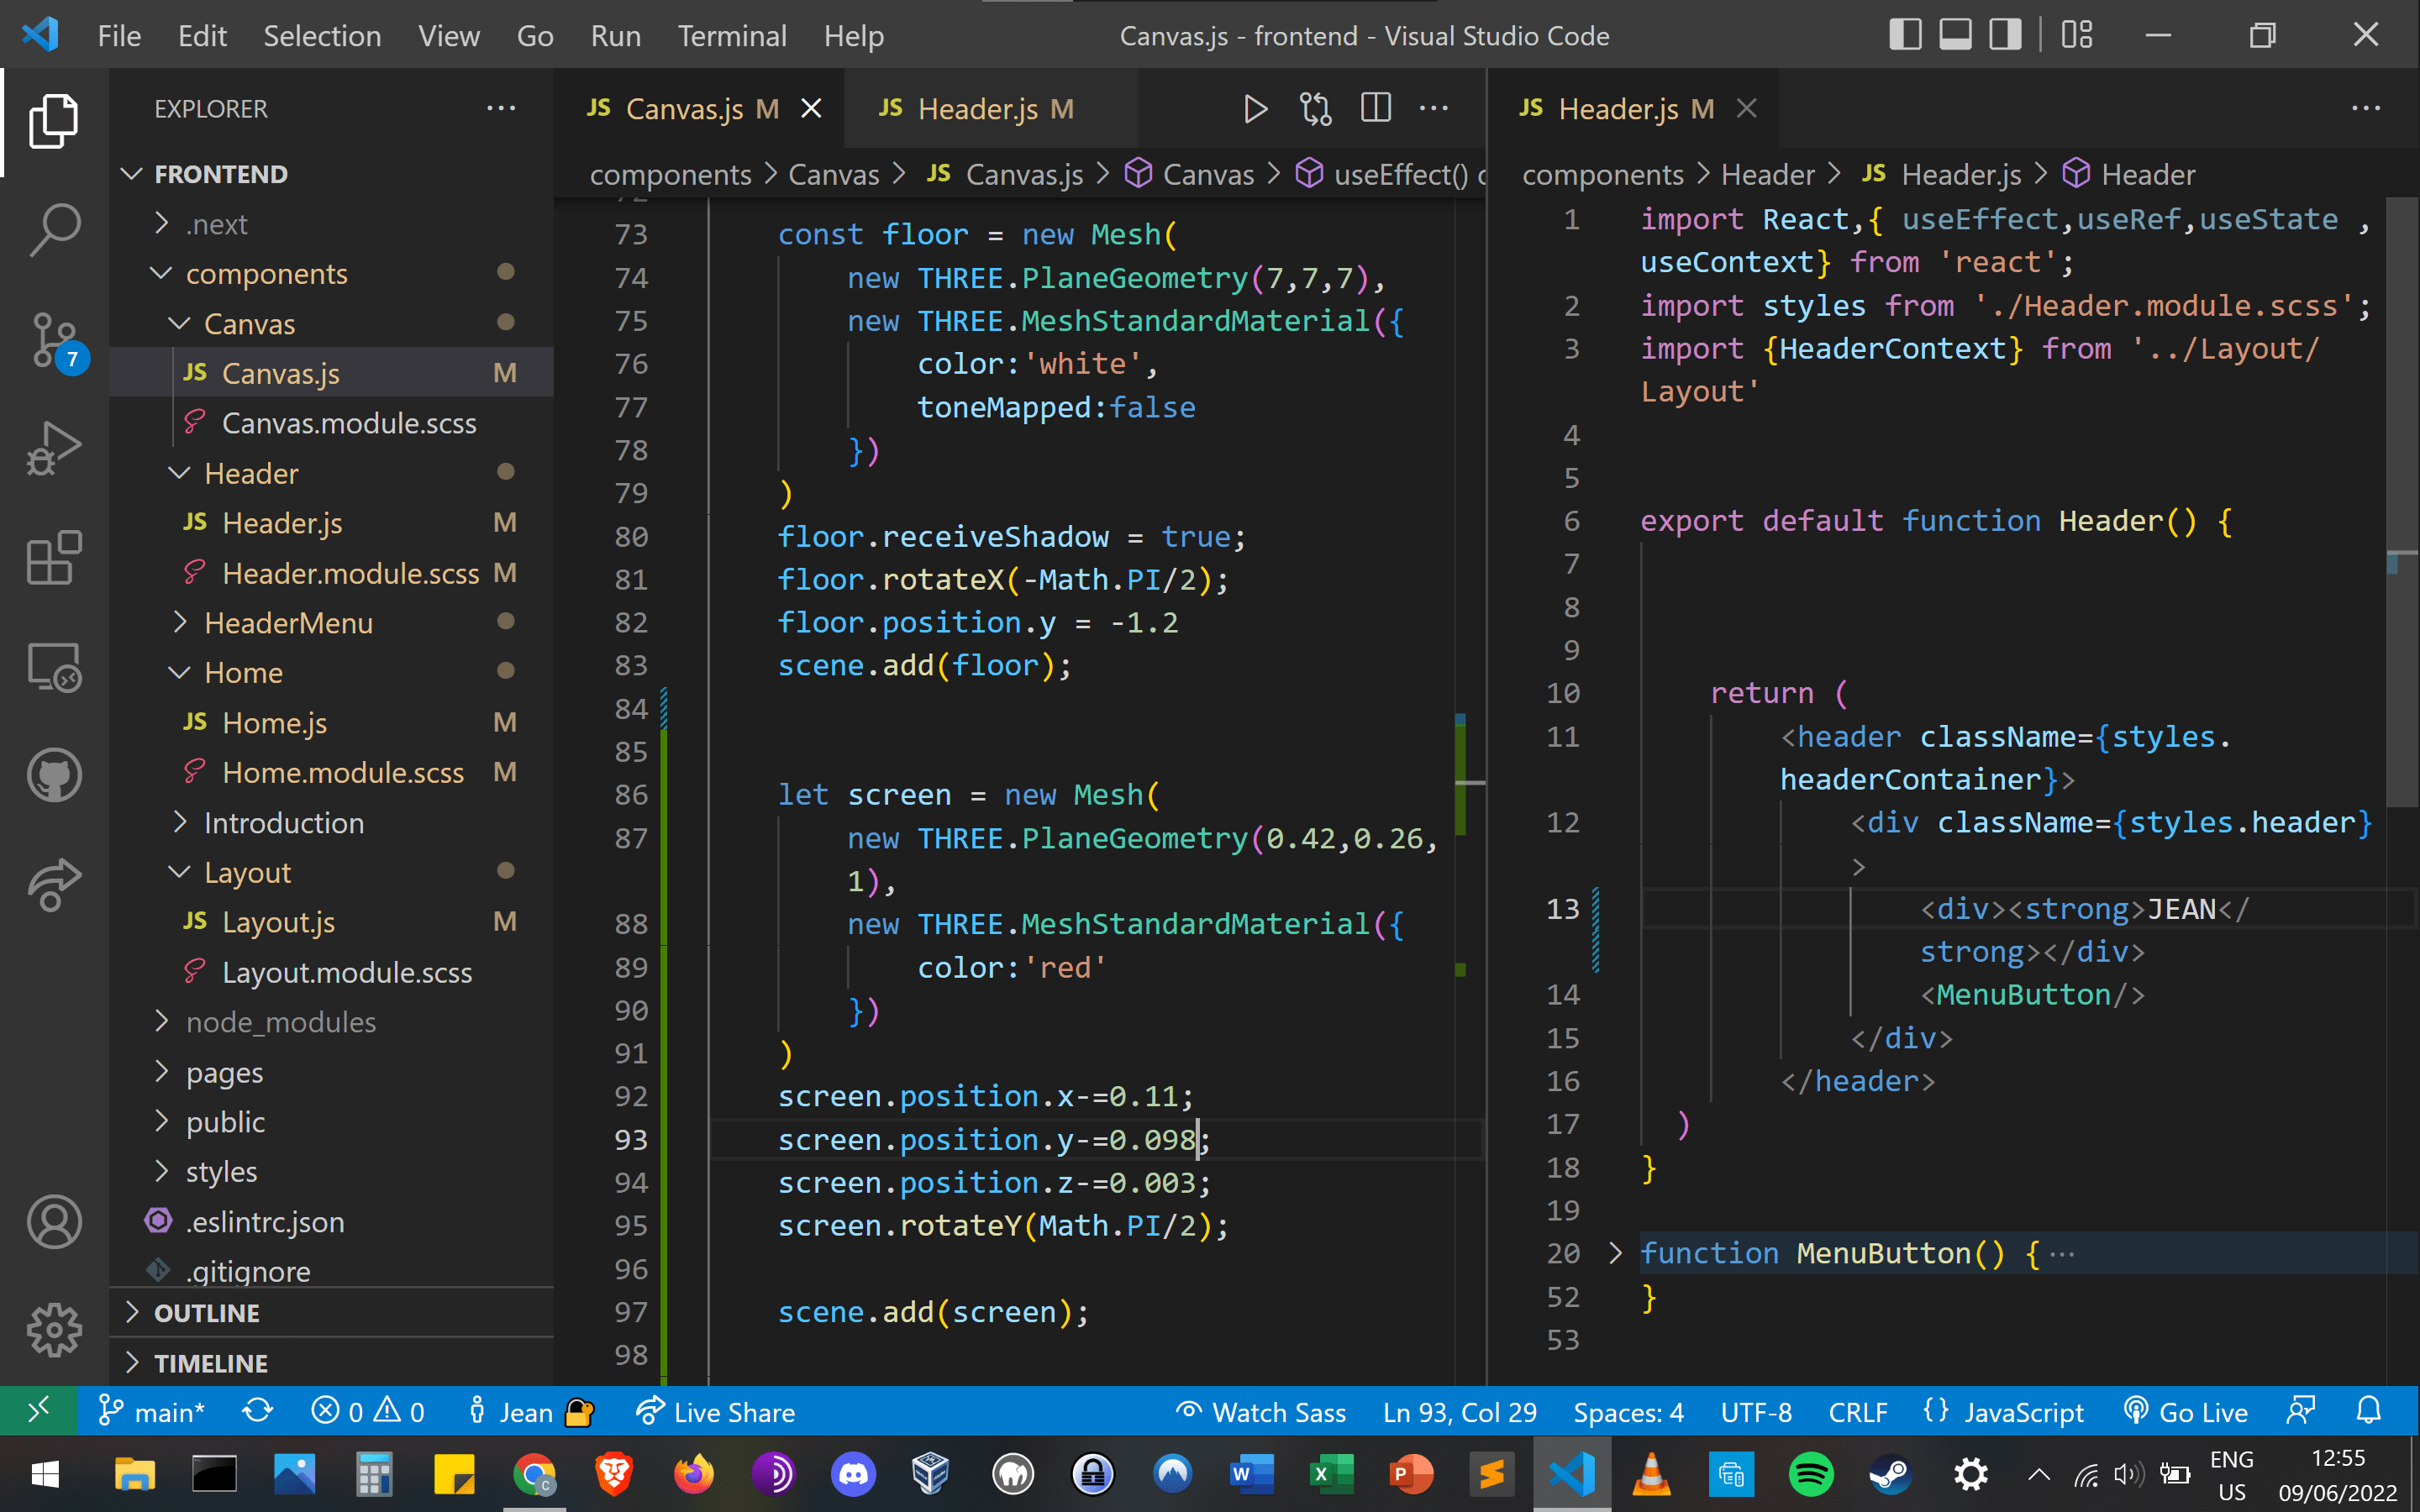 File Edit Selection View Go Run Terminal Help
Canvas.js - frontend - Visual Studio Code
EXPLORER
FRONTEND
.next
components
Canvas
JS Canvas.js M
Canvas.module.scss
Header
JS Header.js M
Header.module.scss M
HeaderMenu
Home
JS Home.js M
Home.module.scss M
Introduction
Layout
JS Layout.js M
Layout.module.scss
node_modules
pages
public
styles
.eslintrc.json
.gitignore
OUTLINE
TIMELINE
7
JS Canvas.js M
JS Header.js M
components > Canvas > JS Canvas.js > Canvas > useEffect()
72
73 const floor = new Mesh(
74 new THREE.PlaneGeometry(7,7,7),
75 new THREE.MeshStandardMaterial({
76 color:'white',
77 toneMapped:false
78 })
79 )
80 floor.receiveShadow = true;
81 floor.rotateX(-Math.PI/2);
82 floor.position.y = -1.2
83 scene.add(floor);
84
85
86 let screen = new Mesh(
87 new THREE.PlaneGeometry(0.42,0.26,
1),
88 new THREE.MeshStandardMaterial({
89 color:'red'
90 })
91 )
92 screen.position.x-=0.11;
93 screen.position.y-=0.098;
94 screen.position.z-=0.003;
95 screen.rotateY(Math.PI/2);
96
97 scene.add(screen);
98
JS Header.js M
components > Header > JS Header.js > Header
1 import React,{ useEffect,useRef,useState ,
useContext} from 'react';
2 import styles from './Header.module.scss';
3 import {HeaderContext} from '../Layout/
Layout'
4
5
6 export default function Header() {
7
8
9
10 return (
11 <header className={styles.
headerContainer}>
12 <div className={styles.header}
>
13 <div><strong>JEAN</
strong></div>
14 <MenuButton/>
15 </div>
16 </header>
17 )
18 }
19
20 function MenuButton() {⋯
52 }
53
main* 0 0 Jean Live Share Watch Sass Ln 93, Col 29 Spaces: 4 UTF-8 CRLF {} JavaScript Go Live
C
W
X
P
ENG
US
12:55
09/06/2022